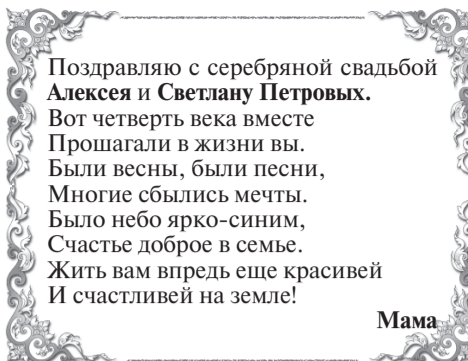 Поздравляю с серебряной свадьбой
Алексея и Светлану Петровых.
Вот четверть века вместе
Прошагали в жизни вы.
Были весны, были песни,
Многие сбылись мечты.
Было небо ярко-синим,
Счастье доброе в семье.
Жить вам впредь еще красивей
И счастливей на земле!
Мама